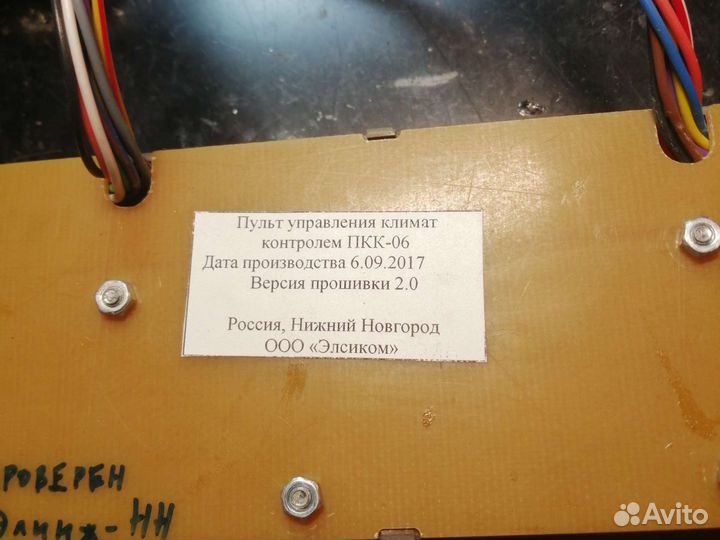 Пульт управления климат
контролем ПКК-06
Дата производства 6.09.2017
Версия прошивки 2.0
Россия, Нижний Новгород
ООО «Элсиком»
РОВЕРЕН
НН
Avito